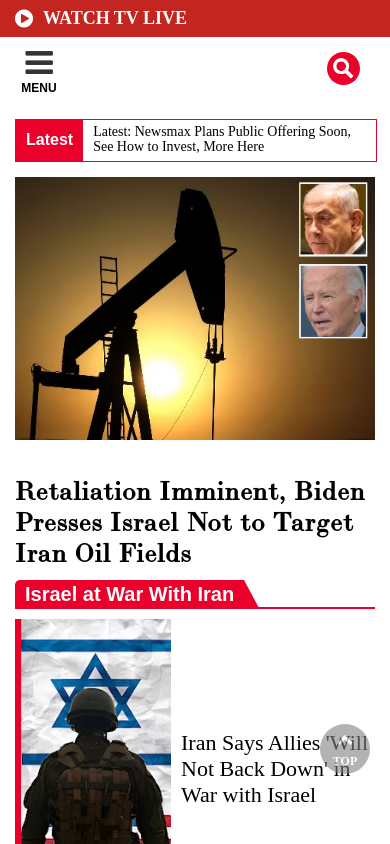 WATCH TV LIVE
MENU
Latest
Latest: Newsmax Plans Public Offering Soon,
See How to Invest, More Here
Retaliation Imminent, Biden
Presses Israel Not to Target
Iran Oil Fields
Israel at War With Iran
Iran Says Allies 'Will
Not Back Down' in
War with Israel
TOP